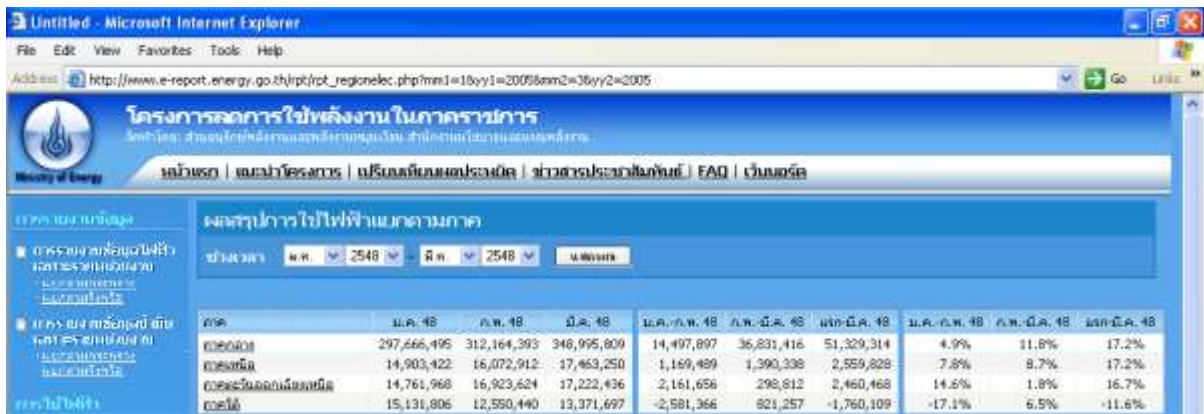 Untitled - Microsoft Internet Explorer
File Edit View Favorites Tools Help
Address http://www.e-report.energy.go.th/rpt/rpt_regionelec.php?mm1=1&yy1=2005&mm2=3&yy2=2005 Go Links
โครงการลดการใช้พลังงานในภาคราชการ
Ministry of Energy
หน้าแรก | แนะนำโครงการ | เปรียบเทียบผลประหยัด | ข่าวสารประชาสัมพันธ์ | FAQ | เว็บบอร์ด
ผลสรุปการใช้ไฟฟ้าแยกตามภาค
ช่วงเวลา ม.ค. 2548 - มี.ค. 2548
ภาค ม.ค. 48 ก.พ. 48 มี.ค. 48 ม.ค.-ก.พ. 48 ก.พ.-มี.ค. 48 แรก-มี.ค. 48 ม.ค.-ก.พ. 48 ก.พ.-มี.ค. 48 แรก-มี.ค. 48
ภาคกลาง 297,666,495 312,164,393 348,995,809 14,497,897 36,831,416 51,329,314 4.9% 11.8% 17.2%
ภาคเหนือ 14,903,422 16,072,912 17,463,250 1,169,489 1,390,338 2,559,828 7.8% 8.7% 17.2%
ภาคตะวันออกเฉียงเหนือ 14,761,968 16,923,624 17,222,436 2,161,656 298,812 2,460,468 14.6% 1.8% 16.7%
ภาคใต้ 15,131,806 12,550,440 13,371,697 -2,581,366 821,257 -1,760,109 -17.1% 6.5% -11.6%